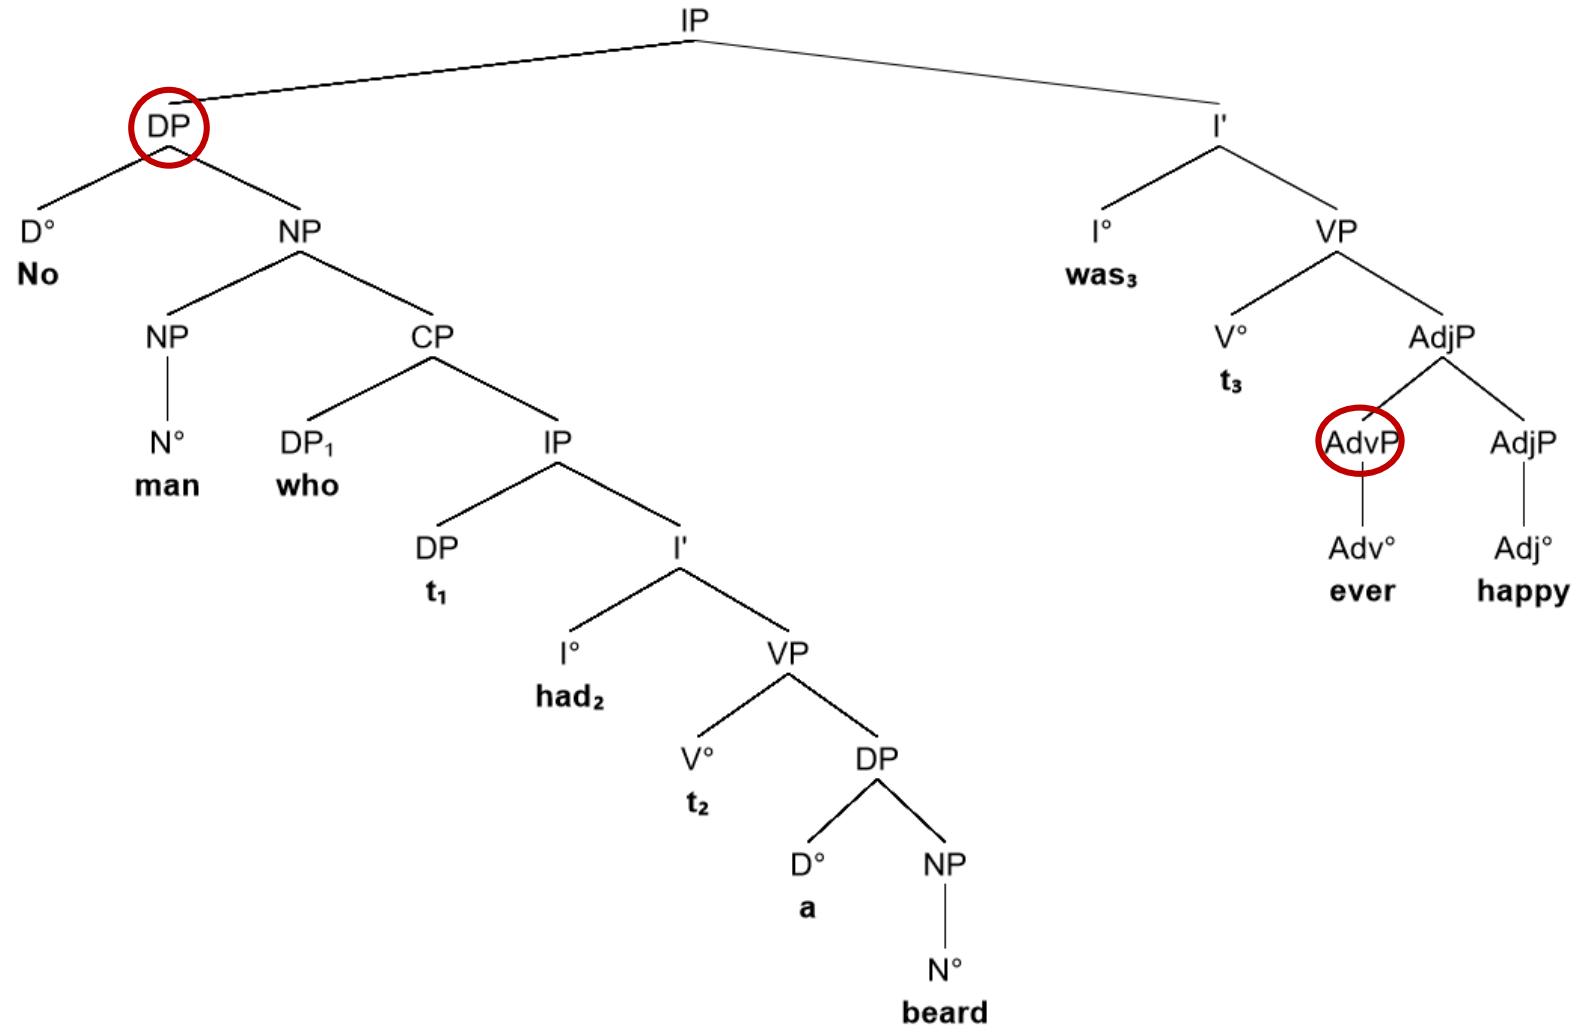 IP
DP I'
D° NP I° VP
No was₃
NP CP V° AdjP
t₃
N° DP₁ IP AdvP AdjP
man who
DP I' Adv° Adj°
t₁ ever happy
I° VP
had₂
V° DP
t₂
D° NP
a
N°
beard